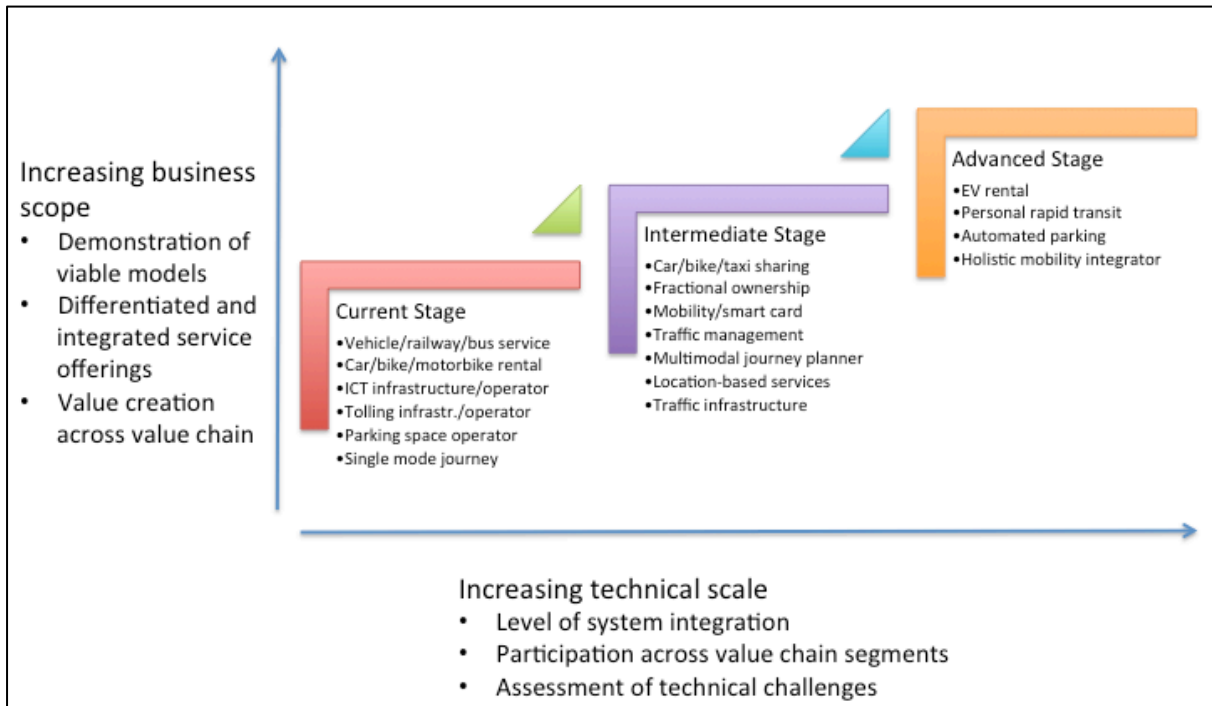 Increasing business
scope
• Demonstration of
viable models
• Differentiated and
integrated service
offerings
• Value creation
across value chain
Current Stage
•Vehicle/railway/bus service
•Car/bike/motorbike rental
•ICT infrastructure/operator
•Tolling infrastr./operator
•Parking space operator
•Single mode journey
Intermediate Stage
•Car/bike/taxi sharing
•Fractional ownership
•Mobility/smart card
•Traffic management
•Multimodal journey planner
•Location-based services
•Traffic infrastructure
Advanced Stage
•EV rental
•Personal rapid transit
•Automated parking
•Holistic mobility integrator
Increasing technical scale
• Level of system integration
• Participation across value chain segments
• Assessment of technical challenges